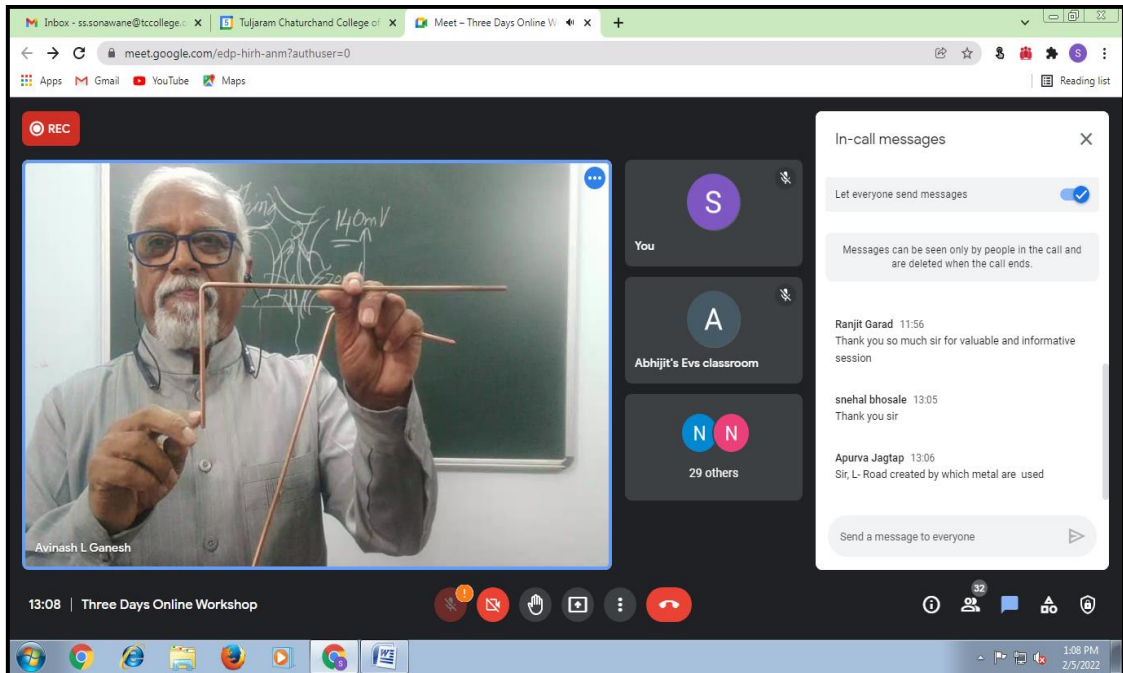 Inbox - ss.sonawane@tccollege.c
Tuljaram Chaturchand College of
Meet – Three Days Online W
meet.google.com/edp-hirh-anm?authuser=0
S
Apps
Gmail
YouTube
Maps
Reading list
REC
140mV
Avinash L Ganesh
S
You
A
Abhijit's Evs classroom
N N
29 others
In-call messages
Let everyone send messages
Messages can be seen only by people in the call and
are deleted when the call ends.
Ranjit Garad 11:56
Thank you so much sir for valuable and informative
session
snehal bhosale 13:05
Thank you sir
Apurva Jagtap 13:06
Sir, L- Road created by which metal are used
Send a message to everyone
13:08 | Three Days Online Workshop
32
1:08 PM
2/5/2022